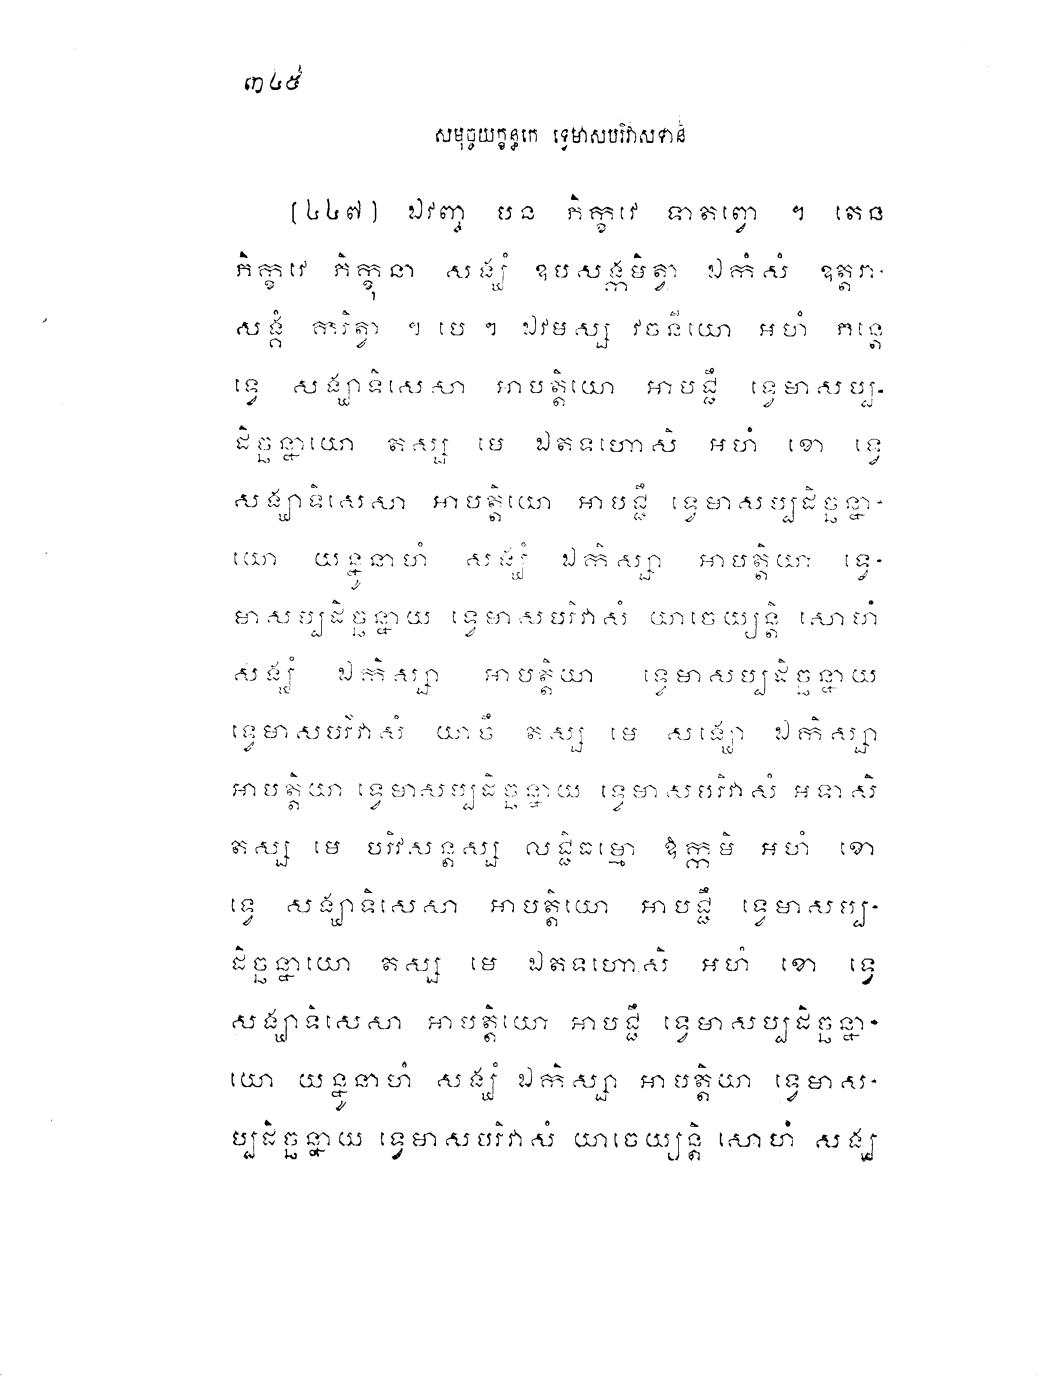 ៣៤៥
សមុច្ចយក្ខន្ធកេ ទ្វេមាសបរិវាសទានំ
(៤៤៧) ឯវញ្ច បន ភិក្ខវេ ទាតព្វោ ។ តេន
ភិក្ខវេ ភិក្ខុនា សង្ឃំ ឧបសង្កមិត្វា ឯកំសំ ឧត្តរា-
សង្គំ ការិត្វា ។ បេ ។ ឯវមស្ស វចនីយោ អហំ ភន្តេ
ទ្វេ សង្ឃាទិសេសា អាបត្តិយោ អាបជ្ជឹ ទ្វេមាសប្ប-
ដិច្ឆន្នាយោ តស្ស មេ ឯតទហោសិ អហំ ខោ ទ្វេ
សង្ឃាទិសេសា អាបត្តិយោ អាបជ្ជឹ ទ្វេមាសប្បដិច្ឆន្នា-
យោ យន្នូនាហំ សង្ឃំ ឯកិស្សា អាបត្តិយា ទ្វេ-
មាសប្បដិច្ឆន្នាយ ទ្វេមាសបរិវាសំ យាចេយ្យន្តិ សោហំ
សង្ឃំ ឯកិស្សា អាបត្តិយា ទ្វេមាសប្បដិច្ឆន្នាយ
ទ្វេមាសបរិវាសំ យាចឹ តស្ស មេ សង្ឃោ ឯកិស្សា
អាបត្តិយា ទ្វេមាសប្បដិច្ឆន្នាយ ទ្វេមាសបរិវាសំ អទាសិ
តស្ស មេ បរិវសន្តស្ស លជ្ជិធម្មោ ឱក្កមិ អហំ ខោ
ទ្វេ សង្ឃាទិសេសា អាបត្តិយោ អាបជ្ជឹ ទ្វេមាសប្ប-
ដិច្ឆន្នាយោ តស្ស មេ ឯតទហោសិ អហំ ខោ ទ្វេ
សង្ឃាទិសេសា អាបត្តិយោ អាបជ្ជឹ ទ្វេមាសប្បដិច្ឆន្នា-
យោ យន្នូនាហំ សង្ឃំ ឯកិស្សា អាបត្តិយា ទ្វេមាស-
ប្បដិច្ឆន្នាយ ទ្វេមាសបរិវាសំ យាចេយ្យន្តិ សោហំ សង្ឃ